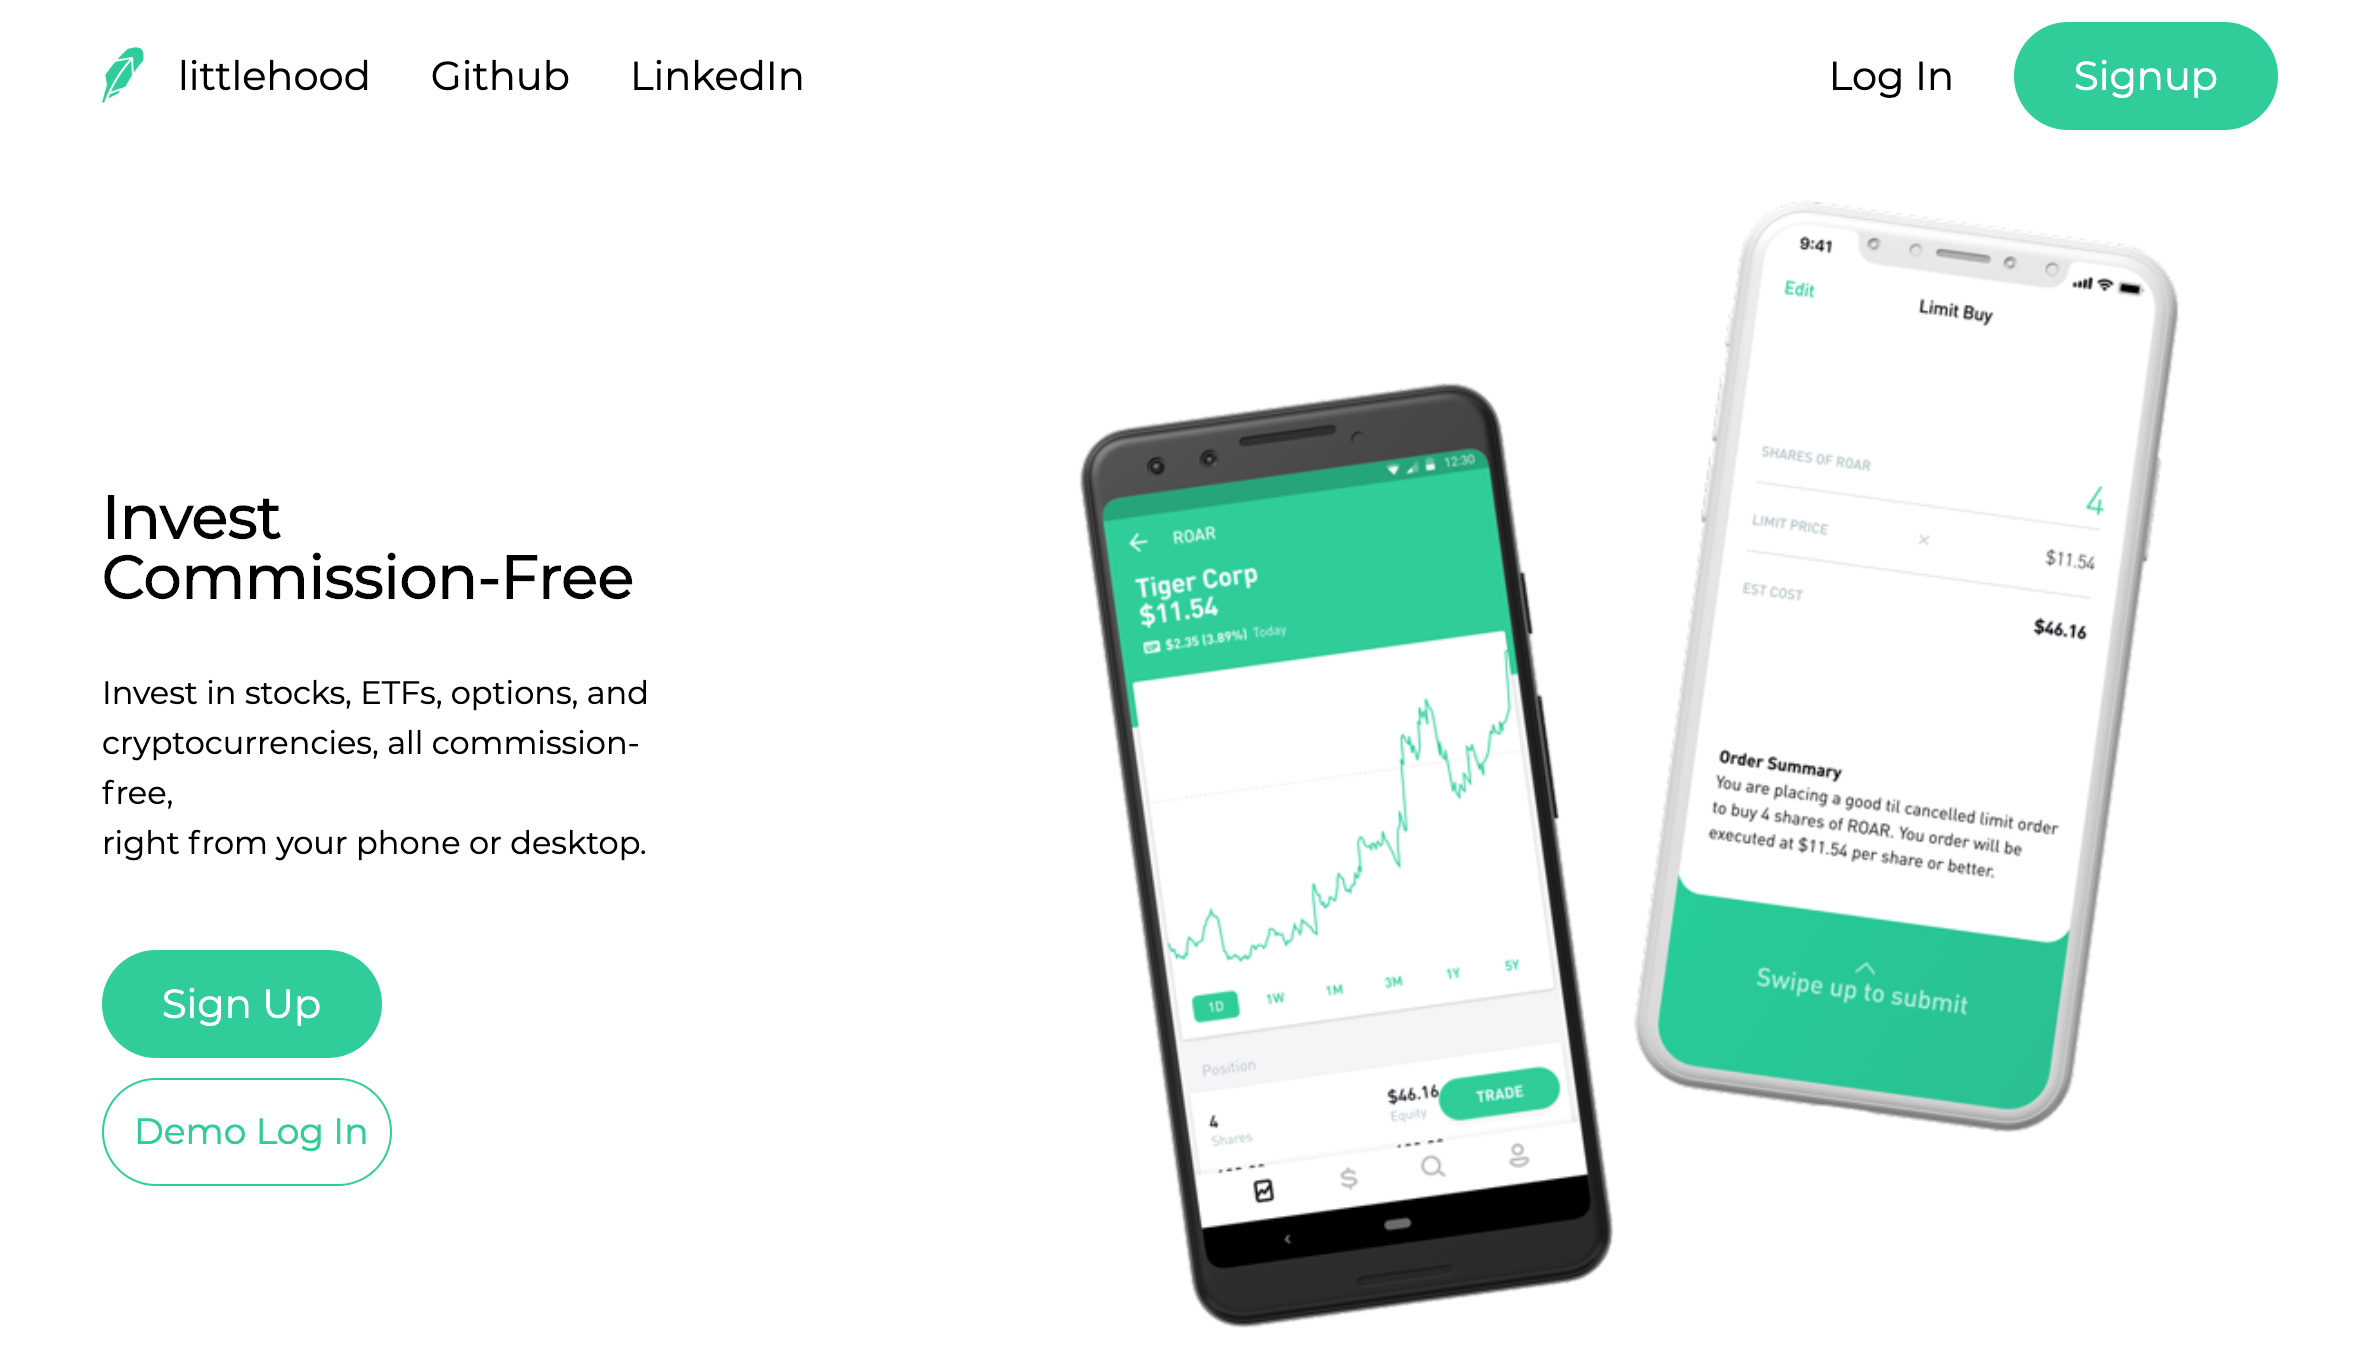 littlehood
Github
LinkedIn
Log In
Signup
Invest
Commission-Free
Invest in stocks, ETFs, options, and
cryptocurrencies, all commission-
free,
right from your phone or desktop.
Sign Up
Demo Log In
12:30
ROAR
Tiger Corp
$11.54
UP $2.35 (3.89%) Today
1D 1W 1M 3M 1Y 5Y
Position
4
Shares
$46.16
Equity
TRADE
9:41
Edit
Limit Buy
SHARES OF ROAR
4
LIMIT PRICE × $11.54
EST COST
$46.16
Order Summary
You are placing a good til cancelled limit order
to buy 4 shares of ROAR. You order will be
executed at $11.54 per share or better.
Swipe up to submit